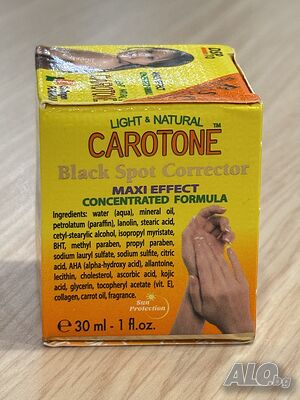 LIGHT & NATURAL
CAROTONE™
Black Spot Corrector
MAXI EFFECT
CONCENTRATED FORMULA
Ingredients: water (aqua), mineral oil,
petrolatum (paraffin), lanolin, stearic acid,
cetyl-stearylic alcohol, isopropyl myristate,
BHT, methyl paraben, propyl paraben,
sodium lauryl sulfate, sodium sulfite, citric
acid, AHA (alpha-hydroxy acid), allantoine,
lecithin, cholesterol, ascorbic acid, kojic
acid, glycerin, tocopheryl acetate (vit. E),
collagen, carrot oil, fragrance.
Sun
Protection
e 30 ml - 1 fl.oz.
ALO.bg